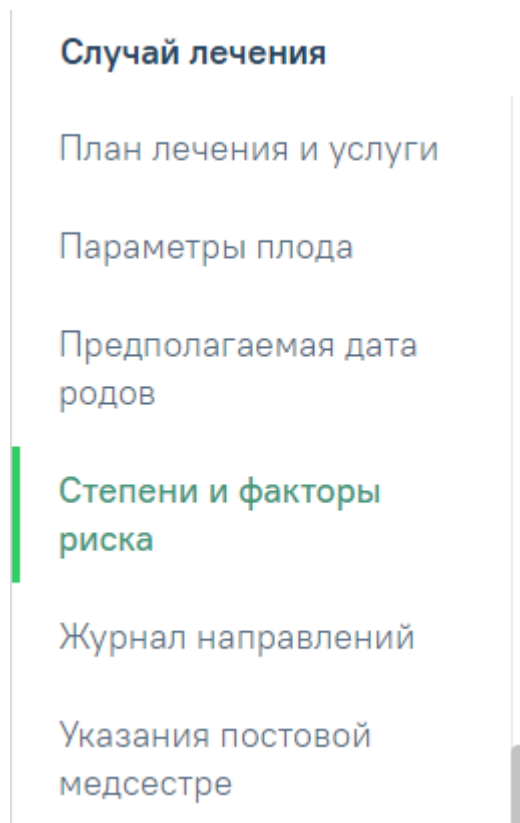 Случай лечения
План лечения и услуги
Параметры плода
Предполагаемая дата
родов
Степени и факторы
риска
Журнал направлений
Указания постовой
медсестре